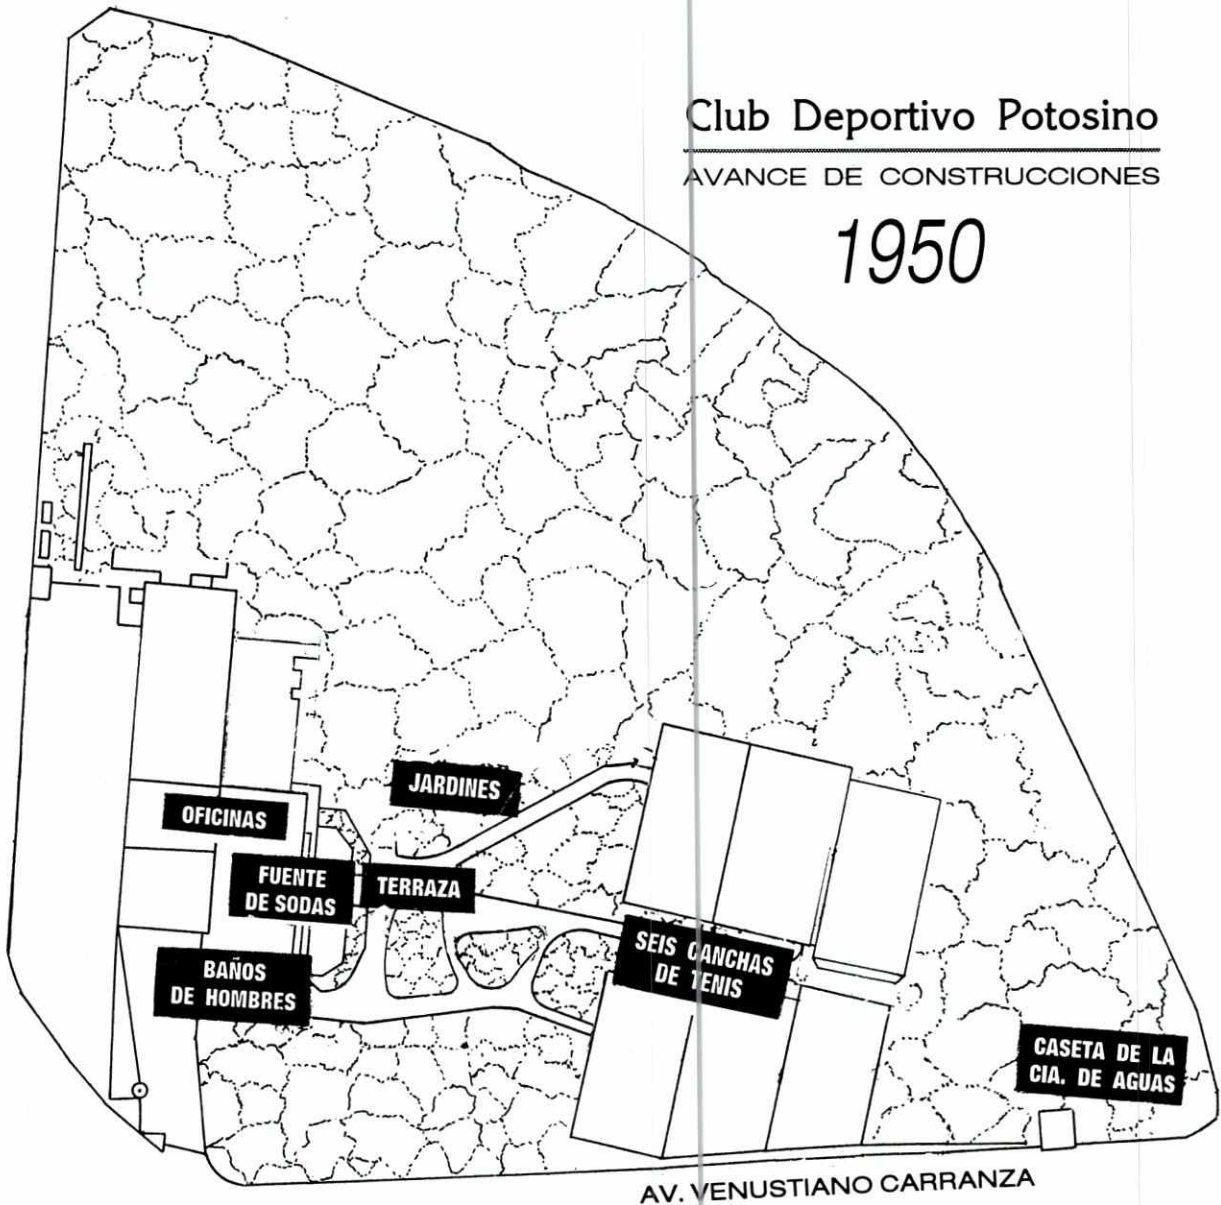 Club Deportivo Potosino
AVANCE DE CONSTRUCCIONES
1950
JARDINES
OFICINAS
FUENTE
DE SODAS
TERRAZA
BAÑOS
DE HOMBRES
SEIS CANCHAS
DE TENIS
CASETA DE LA
CIA. DE AGUAS
AV. VENUSTIANO CARRANZA